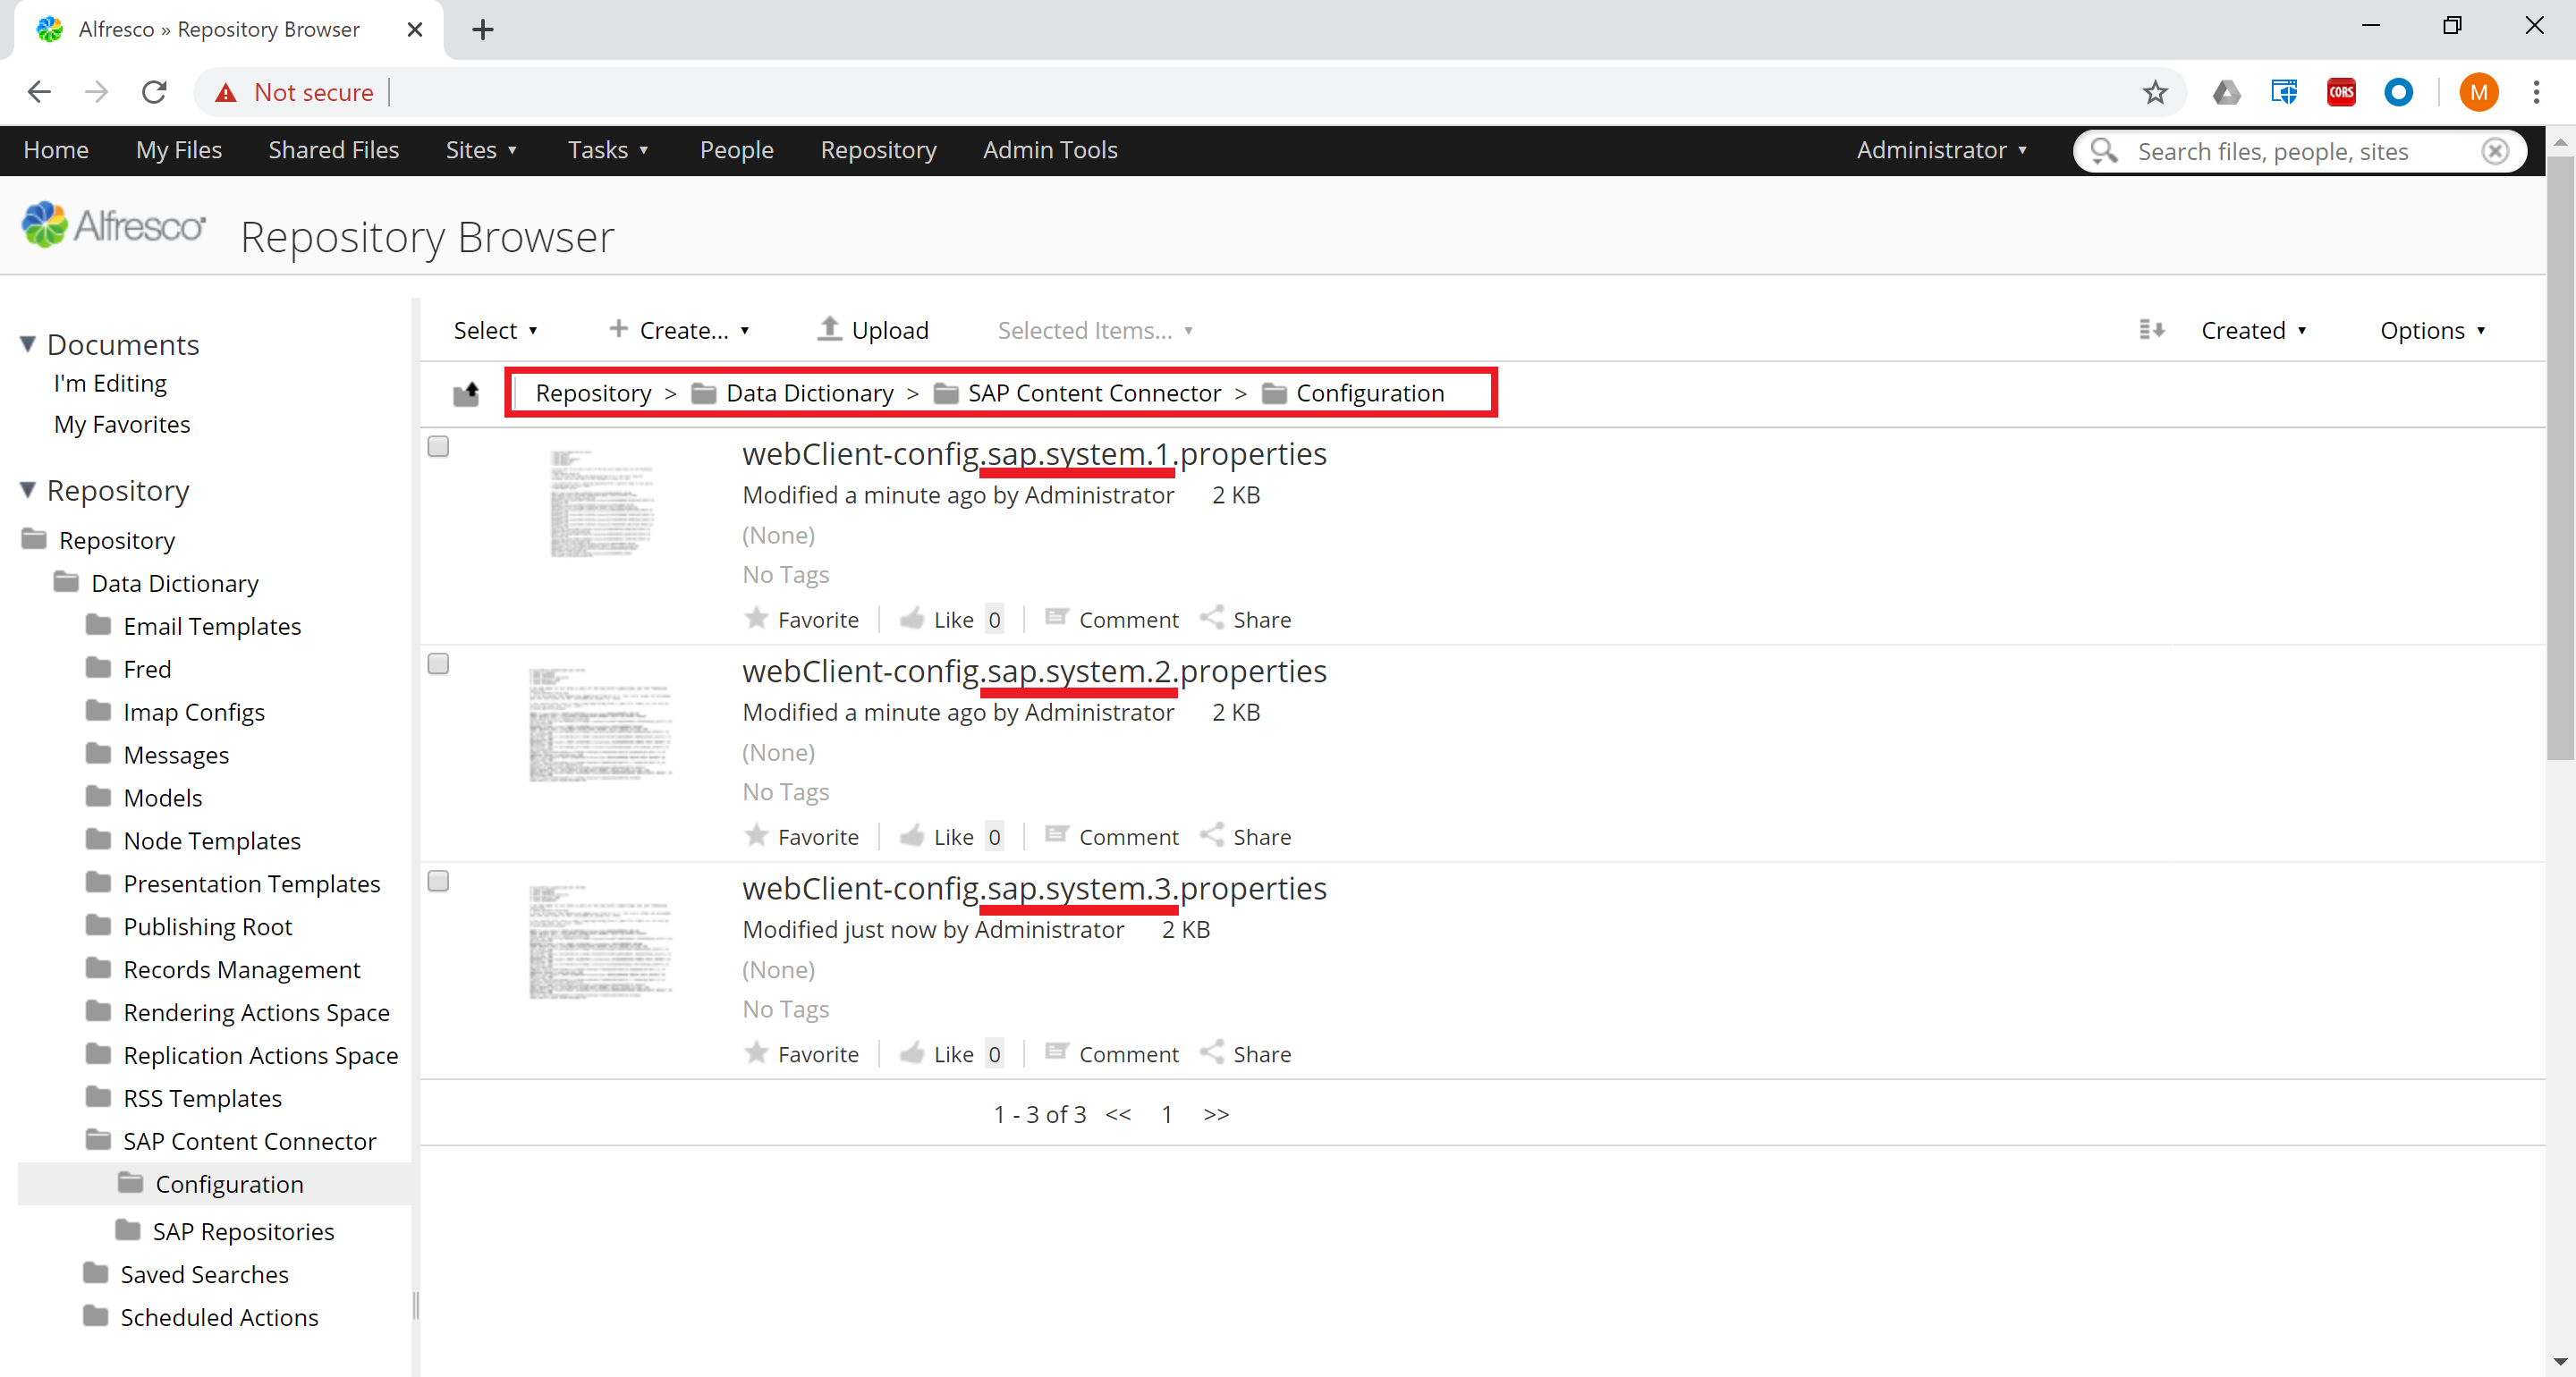 Alfresco » Repository Browser
Not secure
CORS
M
Home My Files Shared Files Sites Tasks People Repository Admin Tools Administrator Search files, people, sites
Alfresco Repository Browser
Documents
I'm Editing
My Favorites
Repository
Repository
Data Dictionary
Email Templates
Fred
Imap Configs
Messages
Models
Node Templates
Presentation Templates
Publishing Root
Records Management
Rendering Actions Space
Replication Actions Space
RSS Templates
SAP Content Connector
Configuration
SAP Repositories
Saved Searches
Scheduled Actions
Select Create... Upload Selected Items... Created Options
Repository > Data Dictionary > SAP Content Connector > Configuration
webClient-config.sap.system.1.properties
Modified a minute ago by Administrator 2 KB
(None)
No Tags
Favorite Like 0 Comment Share
webClient-config.sap.system.2.properties
Modified a minute ago by Administrator 2 KB
(None)
No Tags
Favorite Like 0 Comment Share
webClient-config.sap.system.3.properties
Modified just now by Administrator 2 KB
(None)
No Tags
Favorite Like 0 Comment Share
1 - 3 of 3 << 1 >>